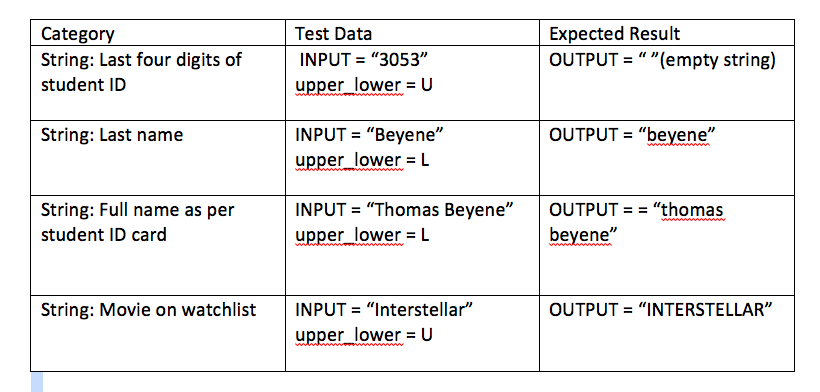 Category Test Data Expected Result
String: Last four digits of student ID
INPUT = “3053”
upper_lower = U
OUTPUT = “ ”(empty string)
String: Last name
INPUT = “Beyene”
upper_lower = L
OUTPUT = “beyene”
String: Full name as per
student ID card
INPUT = “Thomas Beyene”
upper_lower = L
OUTPUT = = “thomas
beyene”
String: Movie on watchlist
INPUT = “Interstellar”
upper_lower = U
OUTPUT = “INTERSTELLAR”